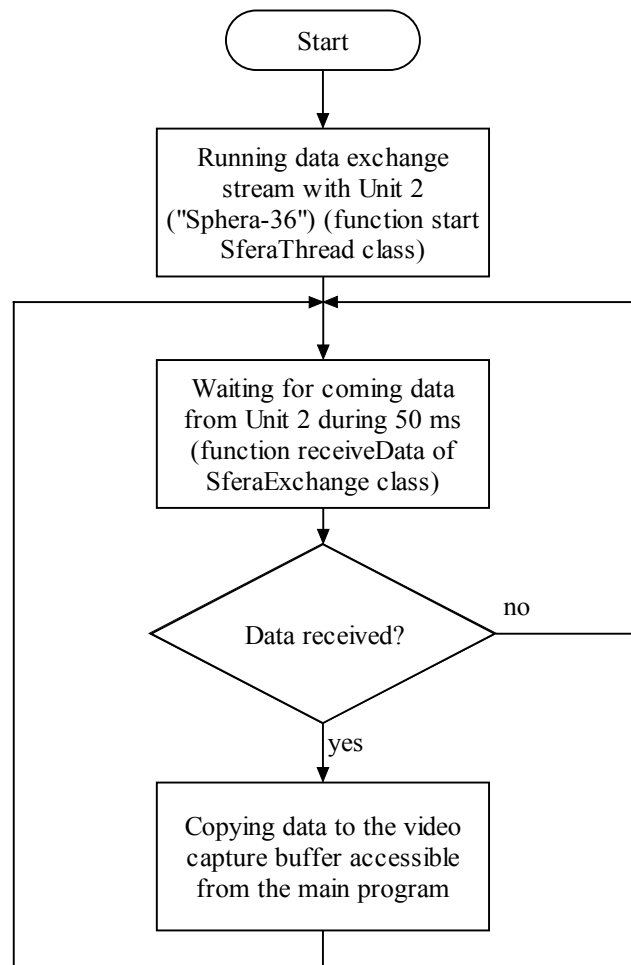 Start
Running data exchange
stream with Unit 2
("Sphera-36") (function start
SferaThread class)
Waiting for coming data
from Unit 2 during 50 ms
(function receiveData of
SferaExchange class)
no
Data received?
yes
Copying data to the video
capture buffer accessible
from the main program